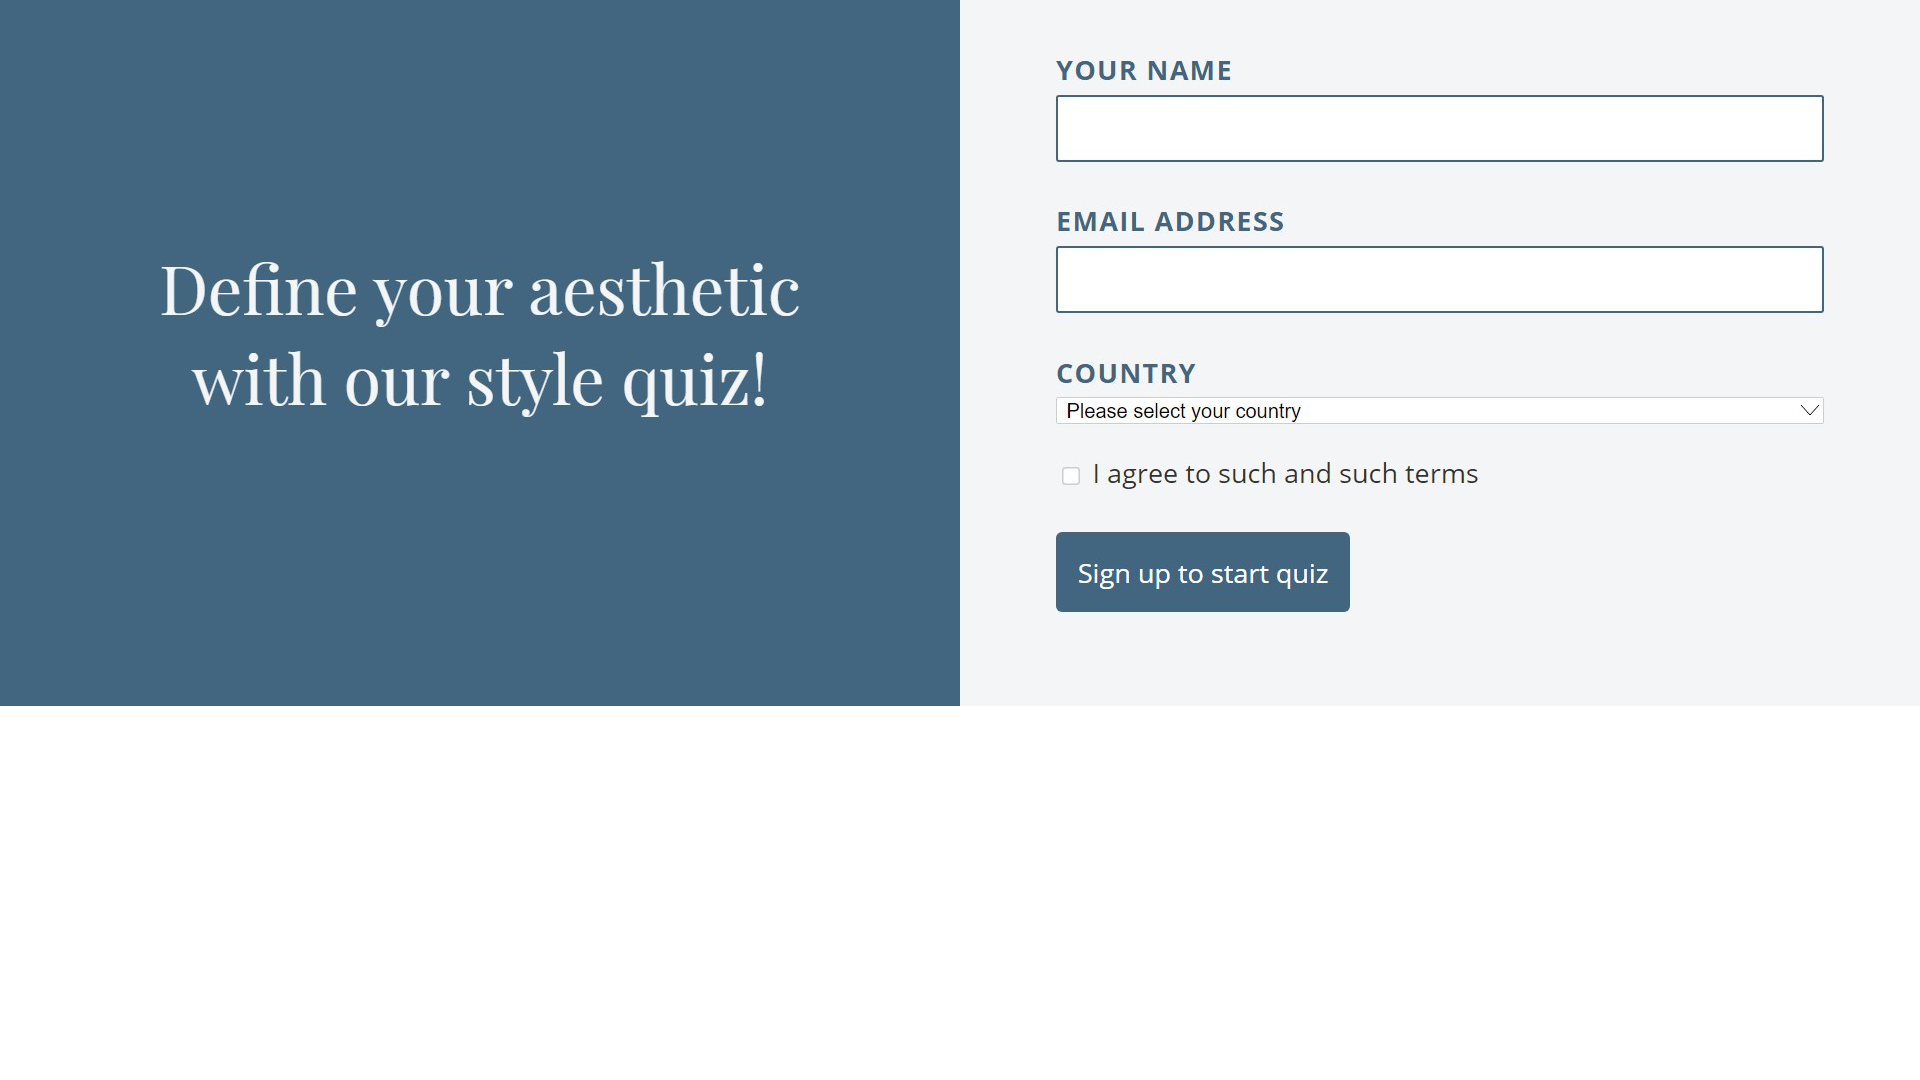 Define your aesthetic
with our style quiz!
YOUR NAME
EMAIL ADDRESS
COUNTRY
Please select your country
I agree to such and such terms
Sign up to start quiz